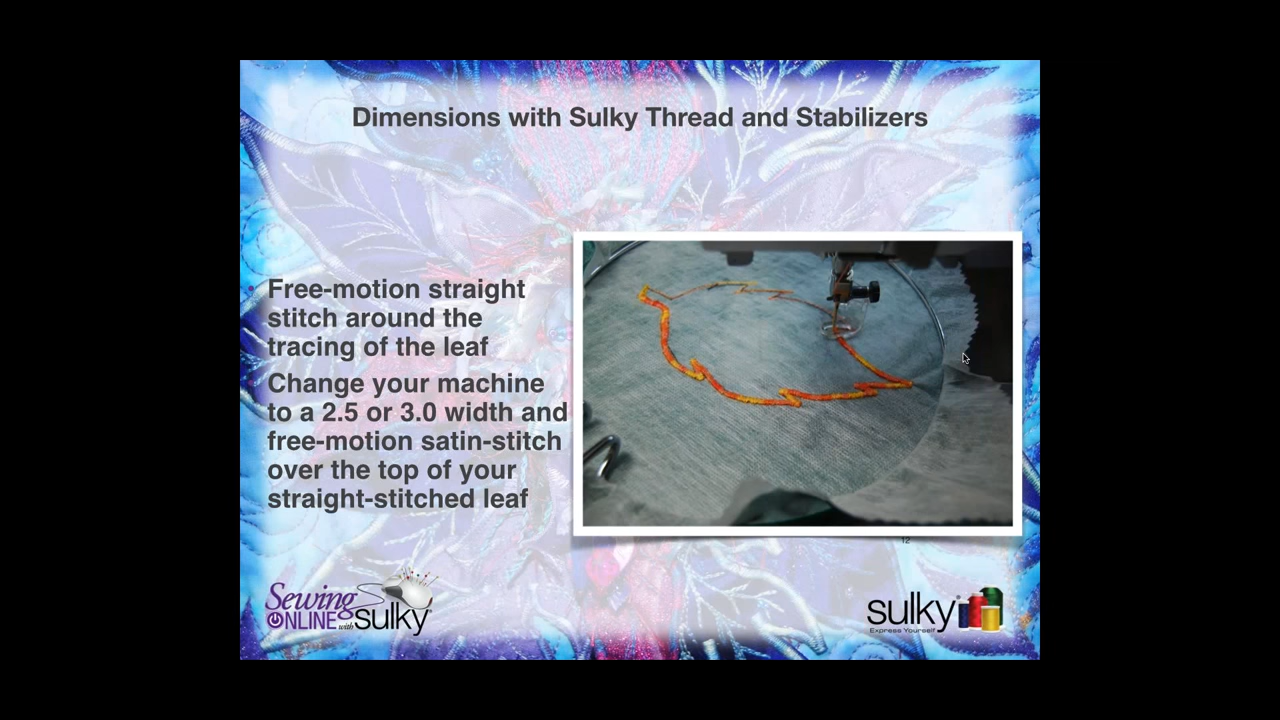 Dimensions with Sulky Thread and Stabilizers
Free-motion straight
stitch around the
tracing of the leaf
Change your machine
to a 2.5 or 3.0 width and
free-motion satin-stitch
over the top of your
straight-stitched leaf
12
Sewing
ONLINE with sulky
sulky
Express Yourself